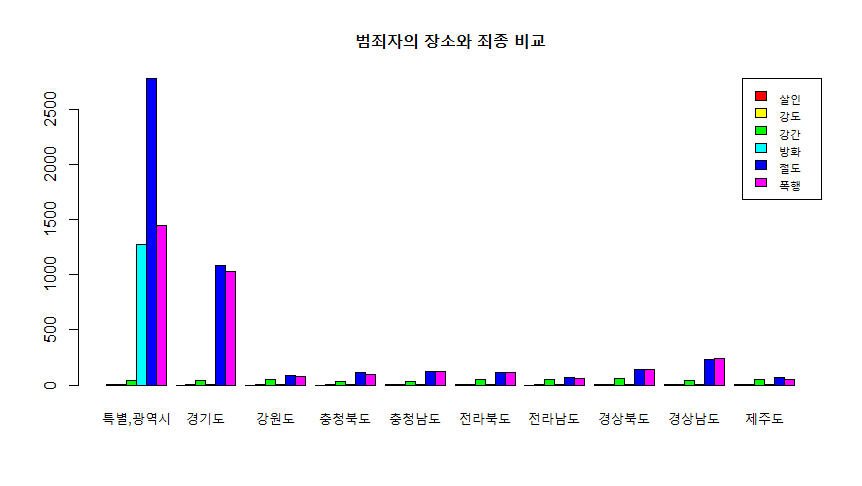 범죄자의 장소와 죄종 비교
살인
강도
강간
방화
절도
폭행
2500
2000
1500
1000
500
0
특별,광역시 경기도 강원도 충청북도 충청남도 전라북도 전라남도 경상북도 경상남도 제주도